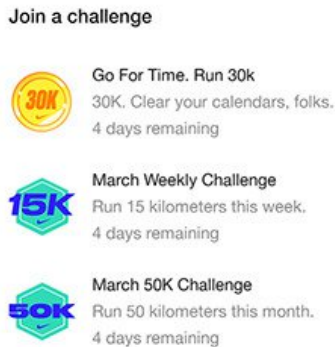 Join a challenge
30K
Go For Time. Run 30k
30K. Clear your calendars, folks.
4 days remaining
15K
March Weekly Challenge
Run 15 kilometers this week.
4 days remaining
50K
March 50K Challenge
Run 50 kilometers this month.
4 days remaining